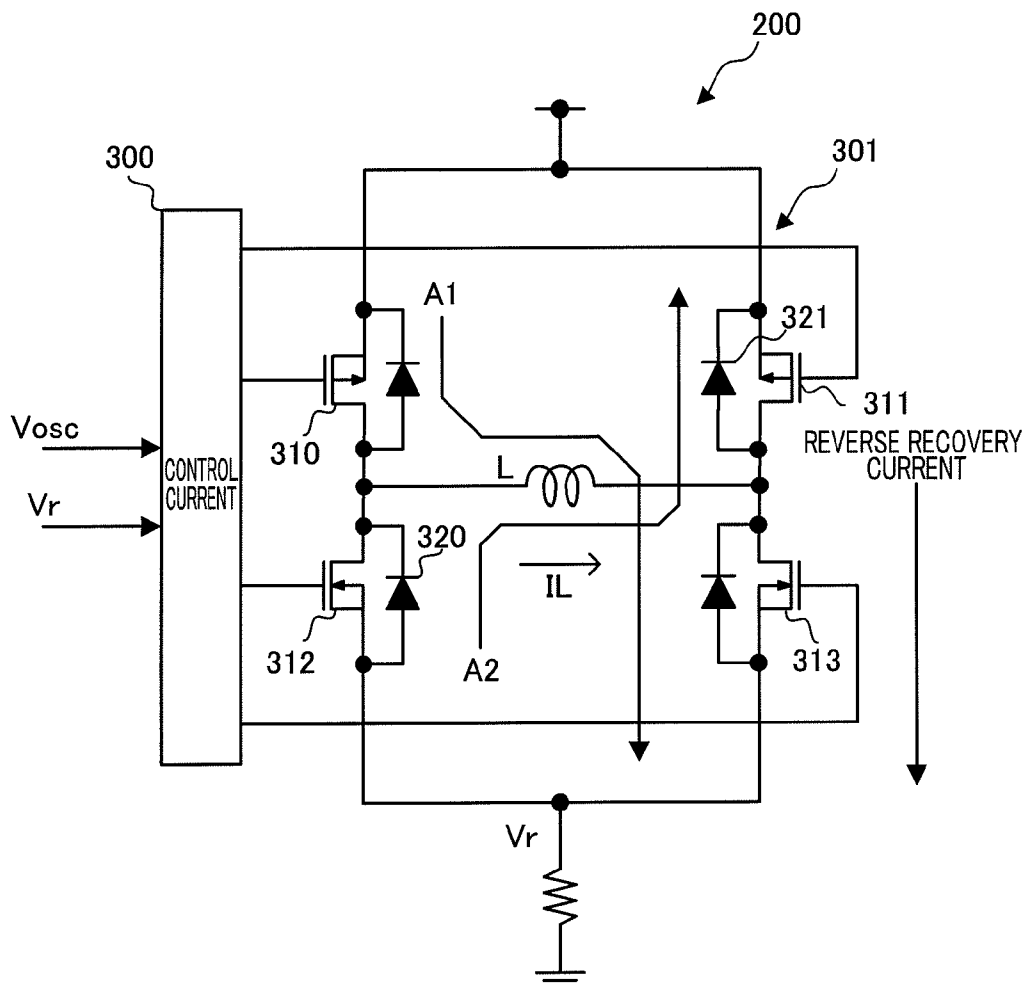 200
300
301
A1
321
310
311
Vosc
REVERSE RECOVERY
CURRENT
CONTROL
CURRENT
L
Vr
320
IL
312
A2
313
Vr